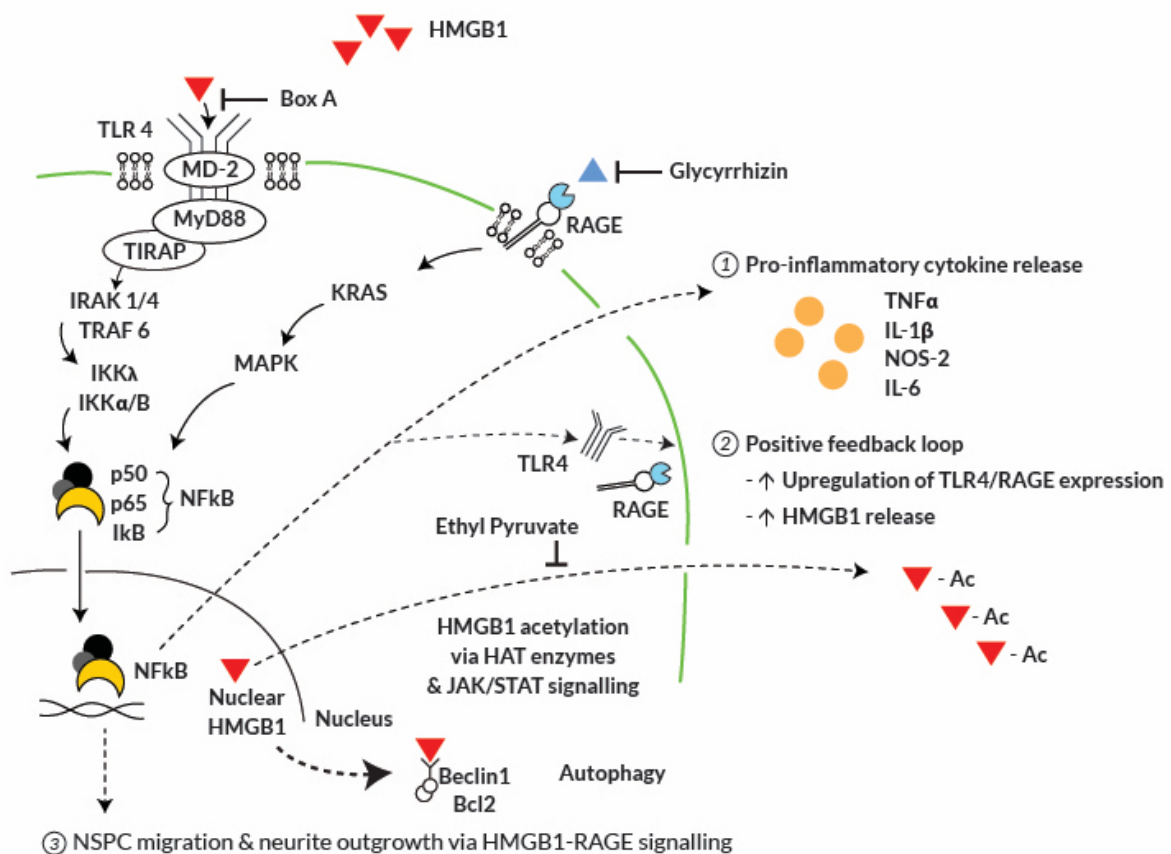 HMGB1
Box A
TLR 4
MD-2
MyD88
TIRAP
Glycyrrhizin
RAGE
IRAK 1/4
TRAF 6
KRAS
IKKλ
IKKα/B
MAPK
p50
p65
IkB
NFkB
① Pro-inflammatory cytokine release
TNFα
IL-1β
NOS-2
IL-6
TLR4
RAGE
② Positive feedback loop
- ↑ Upregulation of TLR4/RAGE expression
- ↑ HMGB1 release
Ethyl Pyruvate
- Ac
- Ac
- Ac
HMGB1 acetylation
via HAT enzymes
& JAK/STAT signalling
NFkB
Nuclear
HMGB1
Nucleus
Beclin1
Bcl2
Autophagy
③ NSPC migration & neurite outgrowth via HMGB1-RAGE signalling